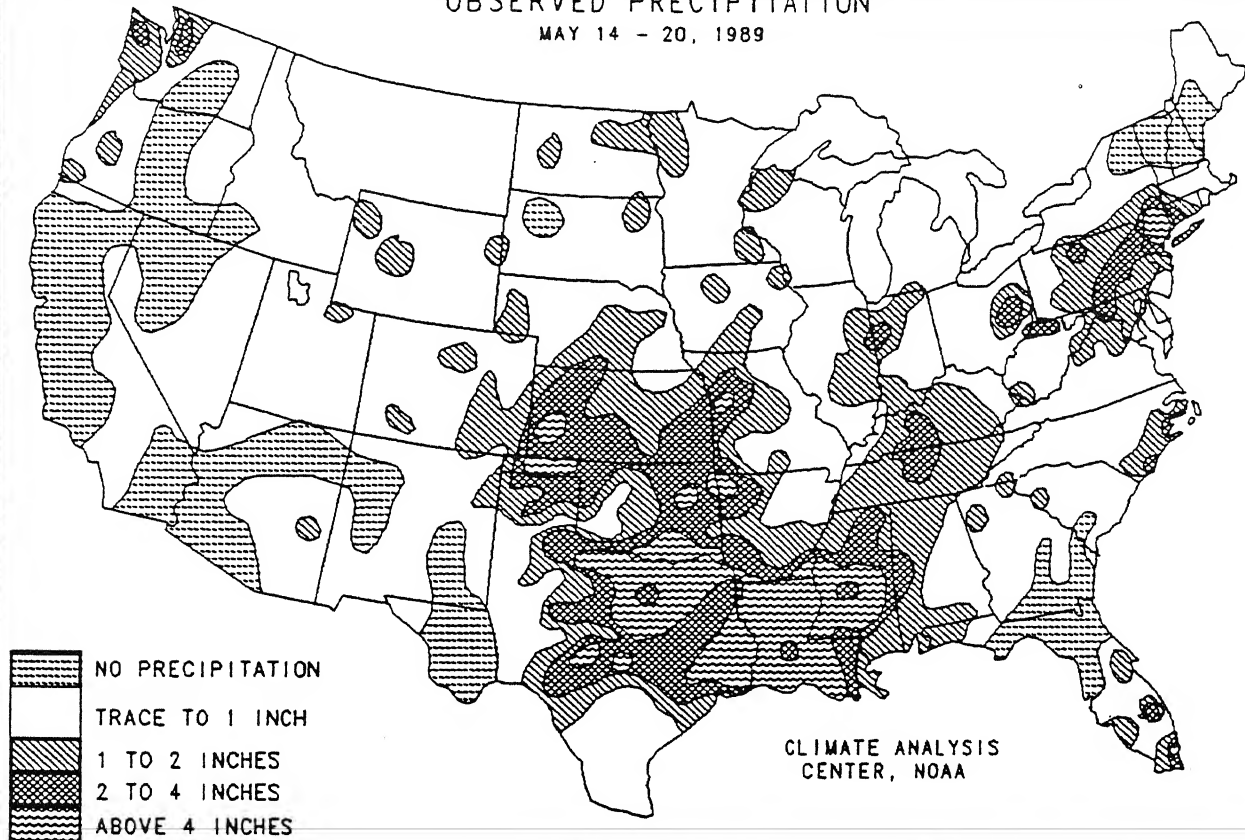 OBSERVED PRECIPITATION
MAY 14 - 20, 1989
NO PRECIPITATION
TRACE TO 1 INCH
1 TO 2 INCHES
2 TO 4 INCHES
ABOVE 4 INCHES
CLIMATE ANALYSIS
CENTER, NOAA